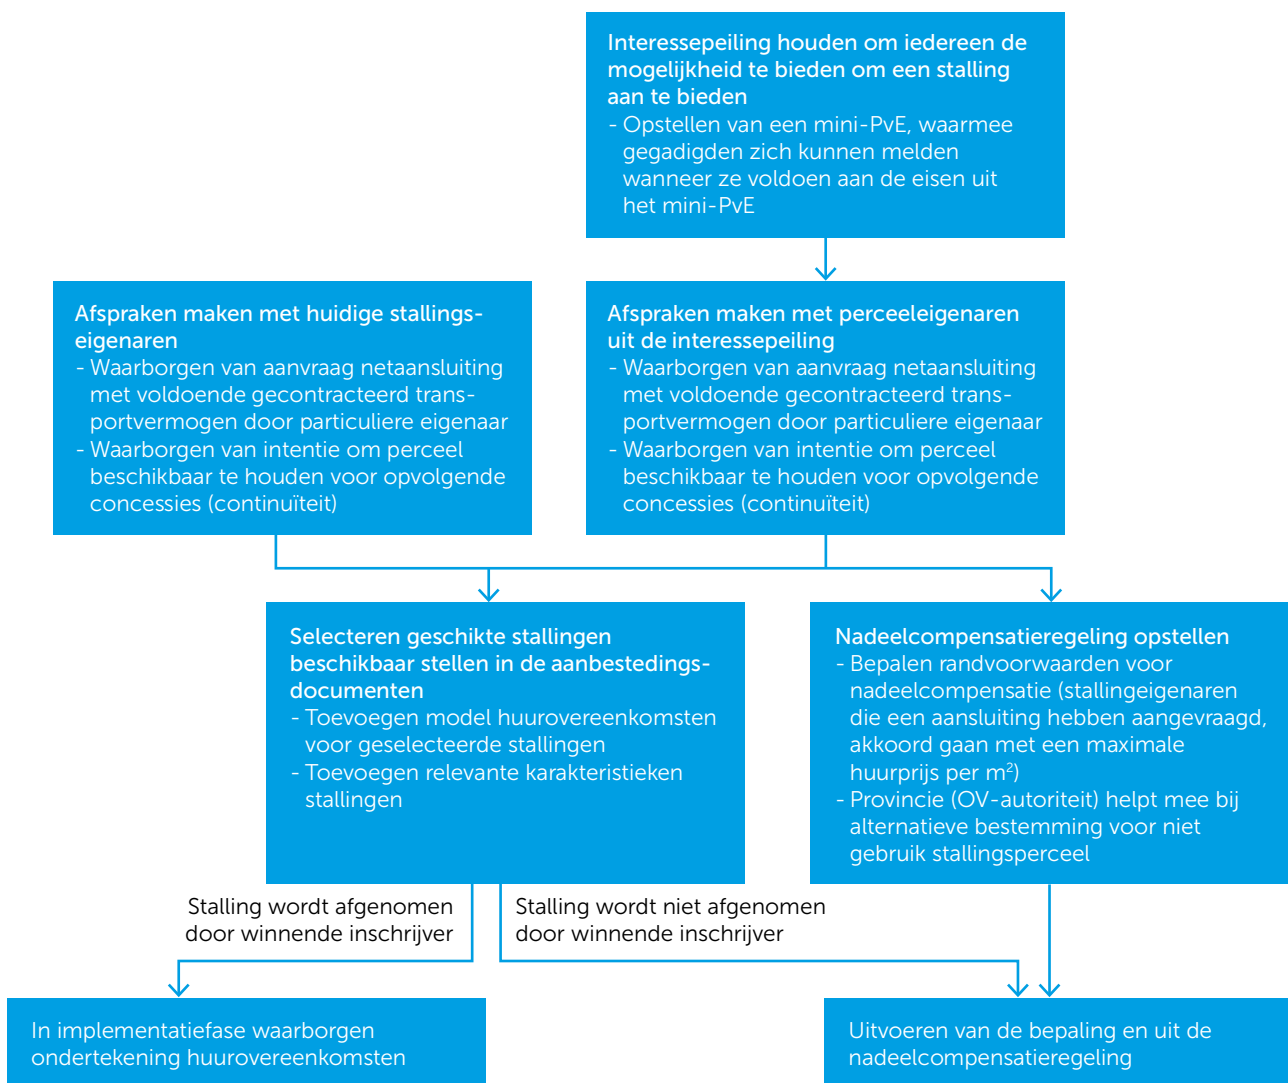 Interessepeiling houden om iedereen de
mogelijkheid te bieden om een stalling
aan te bieden
- Opstellen van een mini-PvE, waarmee
gegadigden zich kunnen melden
wanneer ze voldoen aan de eisen uit
het mini-PvE
Afspraken maken met huidige stallings-
eigenaren
- Waarborgen van aanvraag netaansluiting
met voldoende gecontracteerd trans-
portvermogen door particuliere eigenaar
- Waarborgen van intentie om perceel
beschikbaar te houden voor opvolgende
concessies (continuïteit)
Afspraken maken met perceeleigenaren
uit de interessepeiling
- Waarborgen van aanvraag netaansluiting
met voldoende gecontracteerd trans-
portvermogen door particuliere eigenaar
- Waarborgen van intentie om perceel
beschikbaar te houden voor opvolgende
concessies (continuïteit)
Selecteren geschikte stallingen
beschikbaar stellen in de aanbestedings-
documenten
- Toevoegen model huurovereenkomsten
voor geselecteerde stallingen
- Toevoegen relevante karakteristieken
stallingen
Nadeelcompensatieregeling opstellen
- Bepalen randvoorwaarden voor
nadeelcompensatie (stallingeigenaren
die een aansluiting hebben aangevraagd,
akkoord gaan met een maximale
huurprijs per m²)
- Provincie (OV-autoriteit) helpt mee bij
alternatieve bestemming voor niet
gebruik stallingsperceel
Stalling wordt afgenomen
door winnende inschrijver
Stalling wordt niet afgenomen
door winnende inschrijver
In implementatiefase waarborgen
ondertekening huurovereenkomsten
Uitvoeren van de bepaling en uit de
nadeelcompensatieregeling